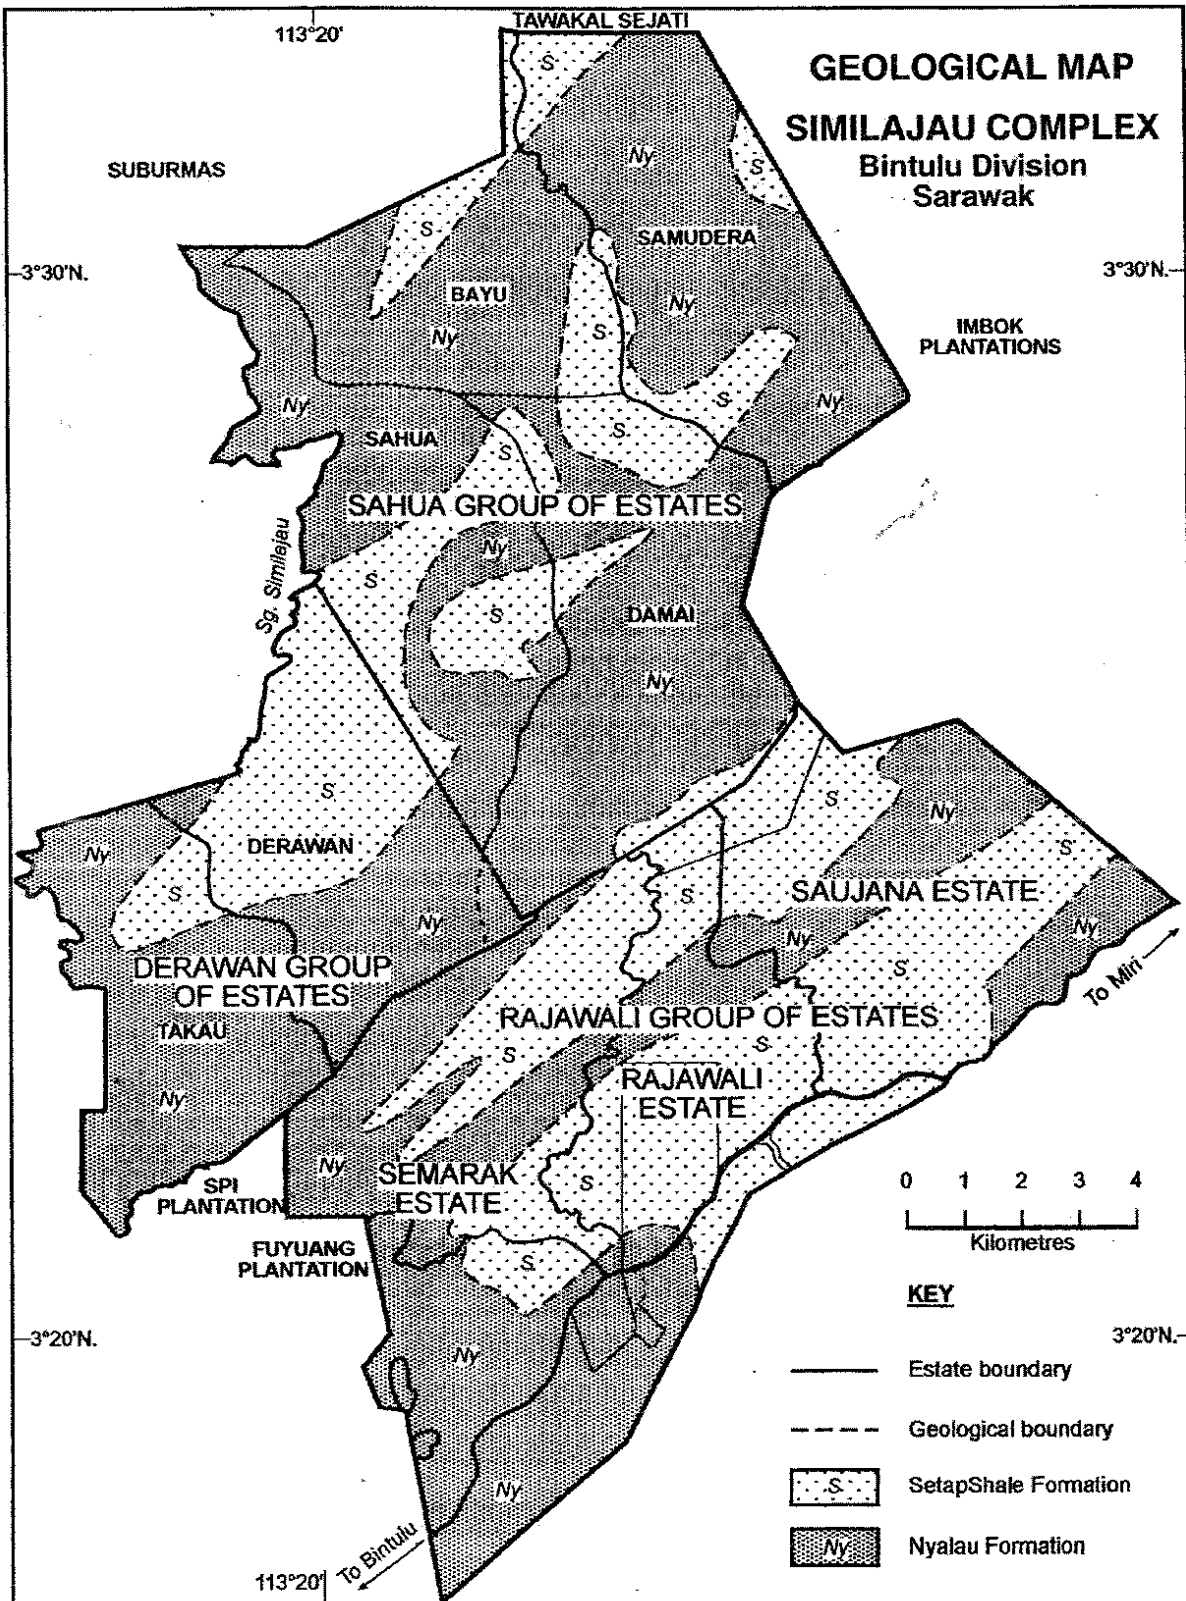 TAWAKAL SEJATI
113°20'
GEOLOGICAL MAP
SIMILAJAU COMPLEX
Bintulu Division
Sarawak
S
Ny
S
SUBURMAS
S
SAMUDERA
3°30'N.
3°30'N.
BAYU
Ny
IMBOK
PLANTATIONS
Ny
S
Ny
S
Ny
S
SAHUA
S
SAHUA GROUP OF ESTATES
Ny
Sg. Similajau
S
S
DAMAI
Ny
S
S
Ny
DERAWAN
Ny
S
S
S
SAUJANA ESTATE
Ny
Ny
Ny
DERAWAN GROUP
OF ESTATES
S
To Miri
TAKAU
RAJAWALI GROUP OF ESTATES
S
S
RAJAWALI
ESTATE
Ny
Ny
SEMARAK
ESTATE
S
SPI
PLANTATION
0 1 2 3 4
Kilometres
FUYUANG
PLANTATION
S
KEY
3°20'N.
3°20'N.
Ny
Estate boundary
Geological boundary
S
SetapShale Formation
Ny
Ny
Nyalau Formation
To Bintulu
113°20'